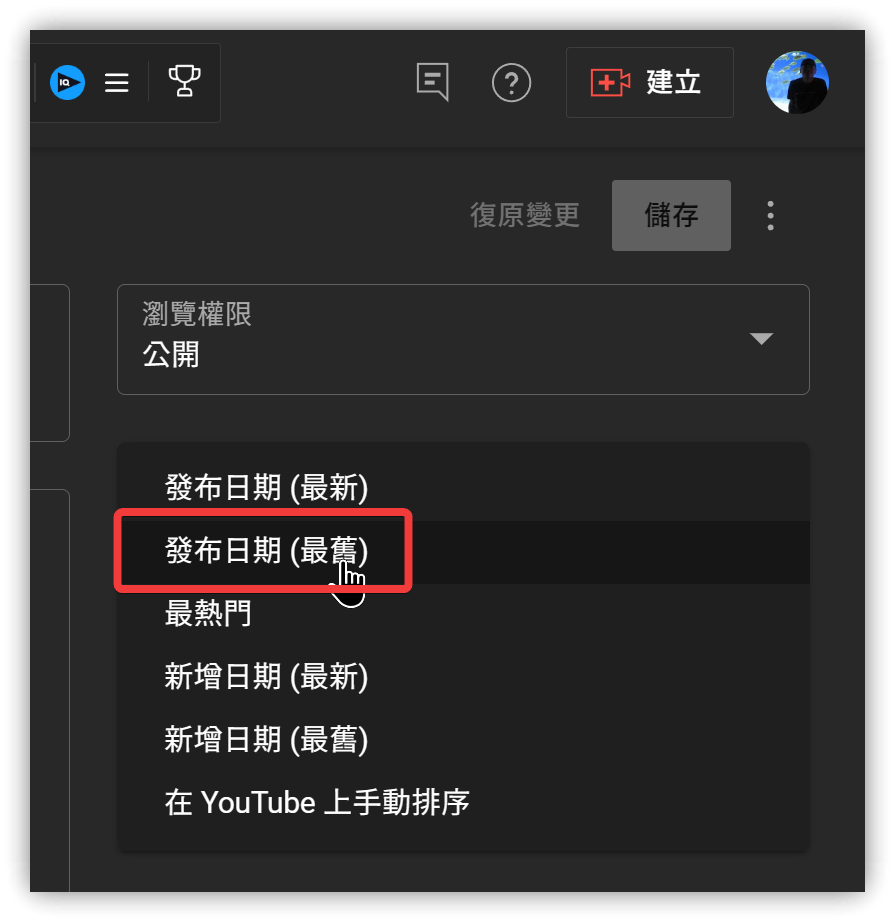 IQ
建立
復原變更
儲存
瀏覽權限
公開
發布日期 (最新)
發布日期 (最舊)
最熱門
新增日期 (最新)
新增日期 (最舊)
在 YouTube 上手動排序